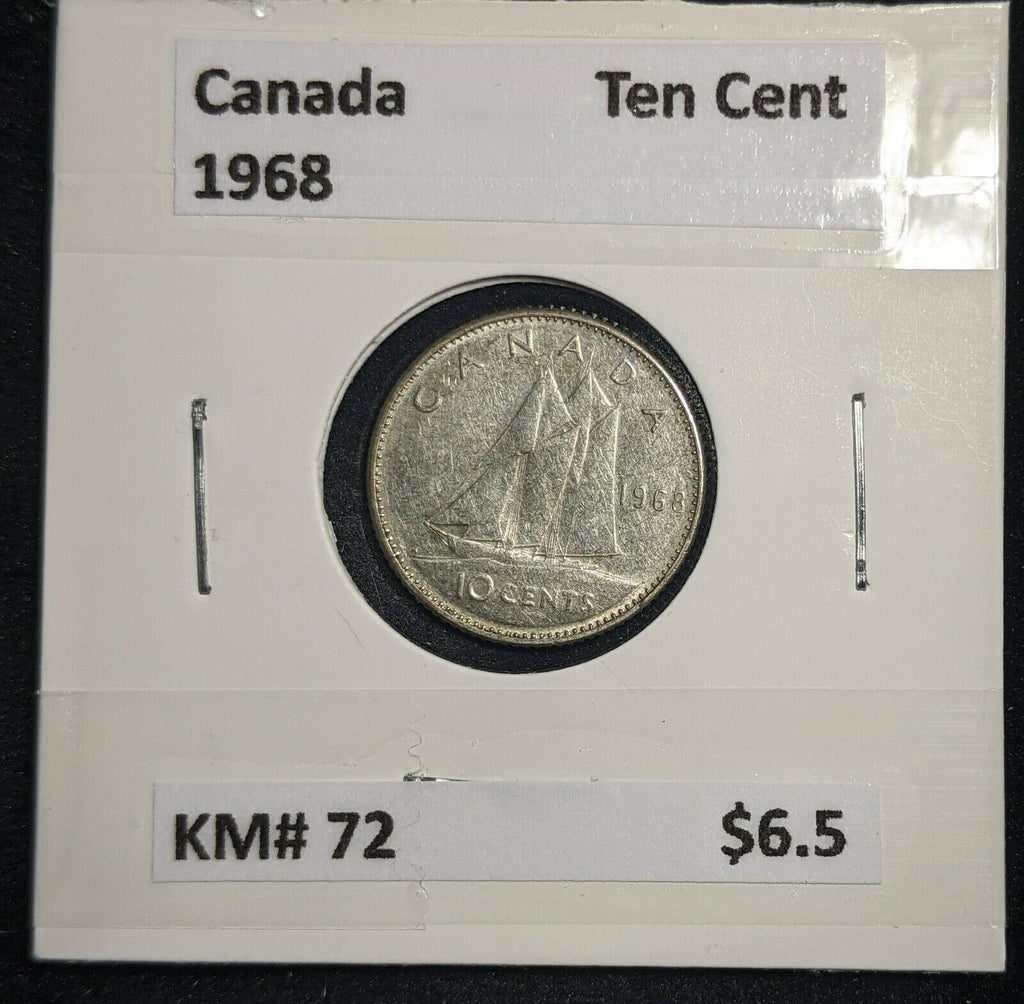 Canada Ten Cent
1968
CANADA
1968
10 CENTS
KM# 72 $6.5